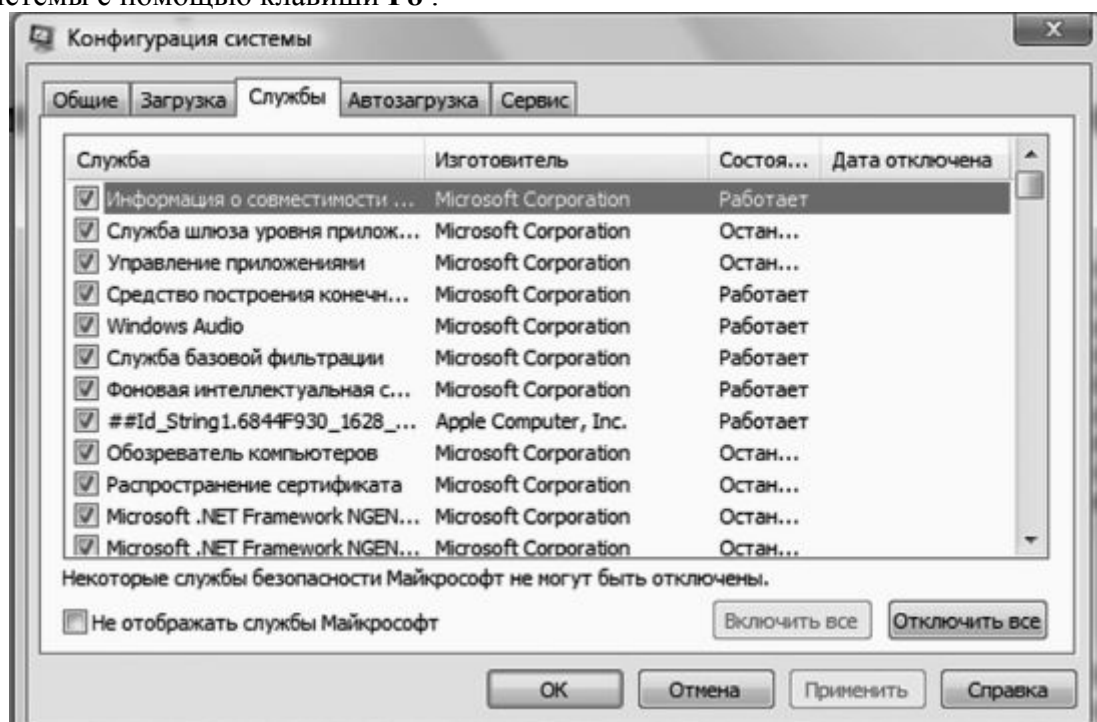 системы с помощью клавиши F8 .
Конфигурация системы
Общие Загрузка Службы Автозагрузка Сервис
Служба Изготовитель Состоя... Дата отключена
Информация о совместимости ... Microsoft Corporation Работает
Служба шлюза уровня прилож... Microsoft Corporation Остан...
Управление приложениями Microsoft Corporation Остан...
Средство построения конечн... Microsoft Corporation Работает
Windows Audio Microsoft Corporation Работает
Служба базовой фильтрации Microsoft Corporation Работает
Фоновая интеллектуальная с... Microsoft Corporation Работает
##Id_String1.6844F930_1628_... Apple Computer, Inc. Работает
Обозреватель компьютеров Microsoft Corporation Остан...
Распространение сертификата Microsoft Corporation Остан...
Microsoft .NET Framework NGEN... Microsoft Corporation Остан...
Microsoft .NET Framework NGEN... Microsoft Corporation Остан...
Некоторые службы безопасности Майкрософт не могут быть отключены.
Не отображать службы Майкрософт Включить все Отключить все
ОК Отмена Применить Справка